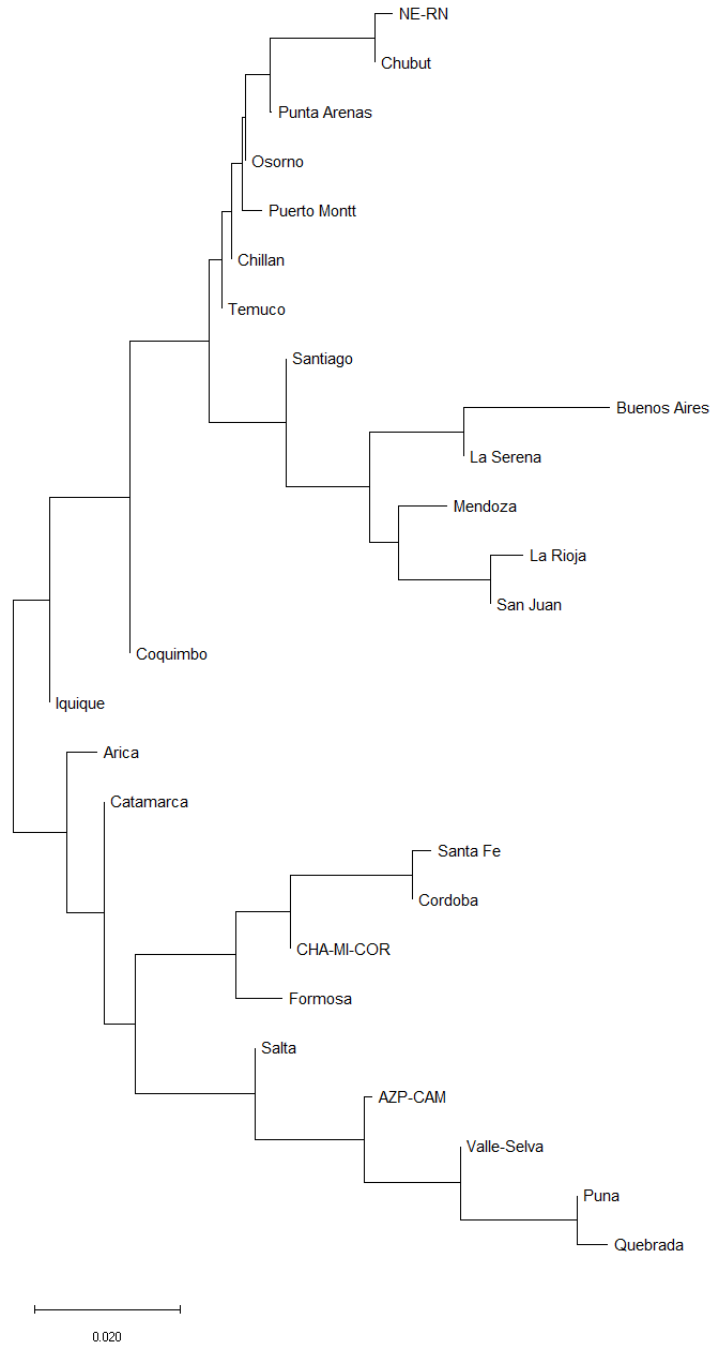 NE-RN
Chubut
Punta Arenas
Osorno
Puerto Montt
Chillan
Temuco
Santiago
Buenos Aires
La Serena
Mendoza
La Rioja
San Juan
Coquimbo
Iquique
Arica
Catamarca
Santa Fe
Cordoba
CHA-MI-COR
Formosa
Salta
AZP-CAM
Valle-Selva
Puna
Quebrada
0.020